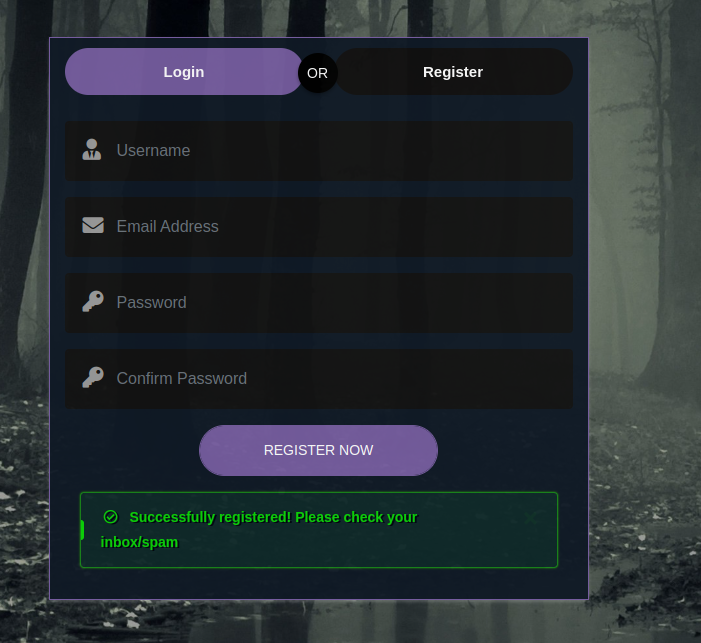 Login
OR
Register
Username
Email Address
Password
Confirm Password
REGISTER NOW
Successfully registered! Please check your
inbox/spam